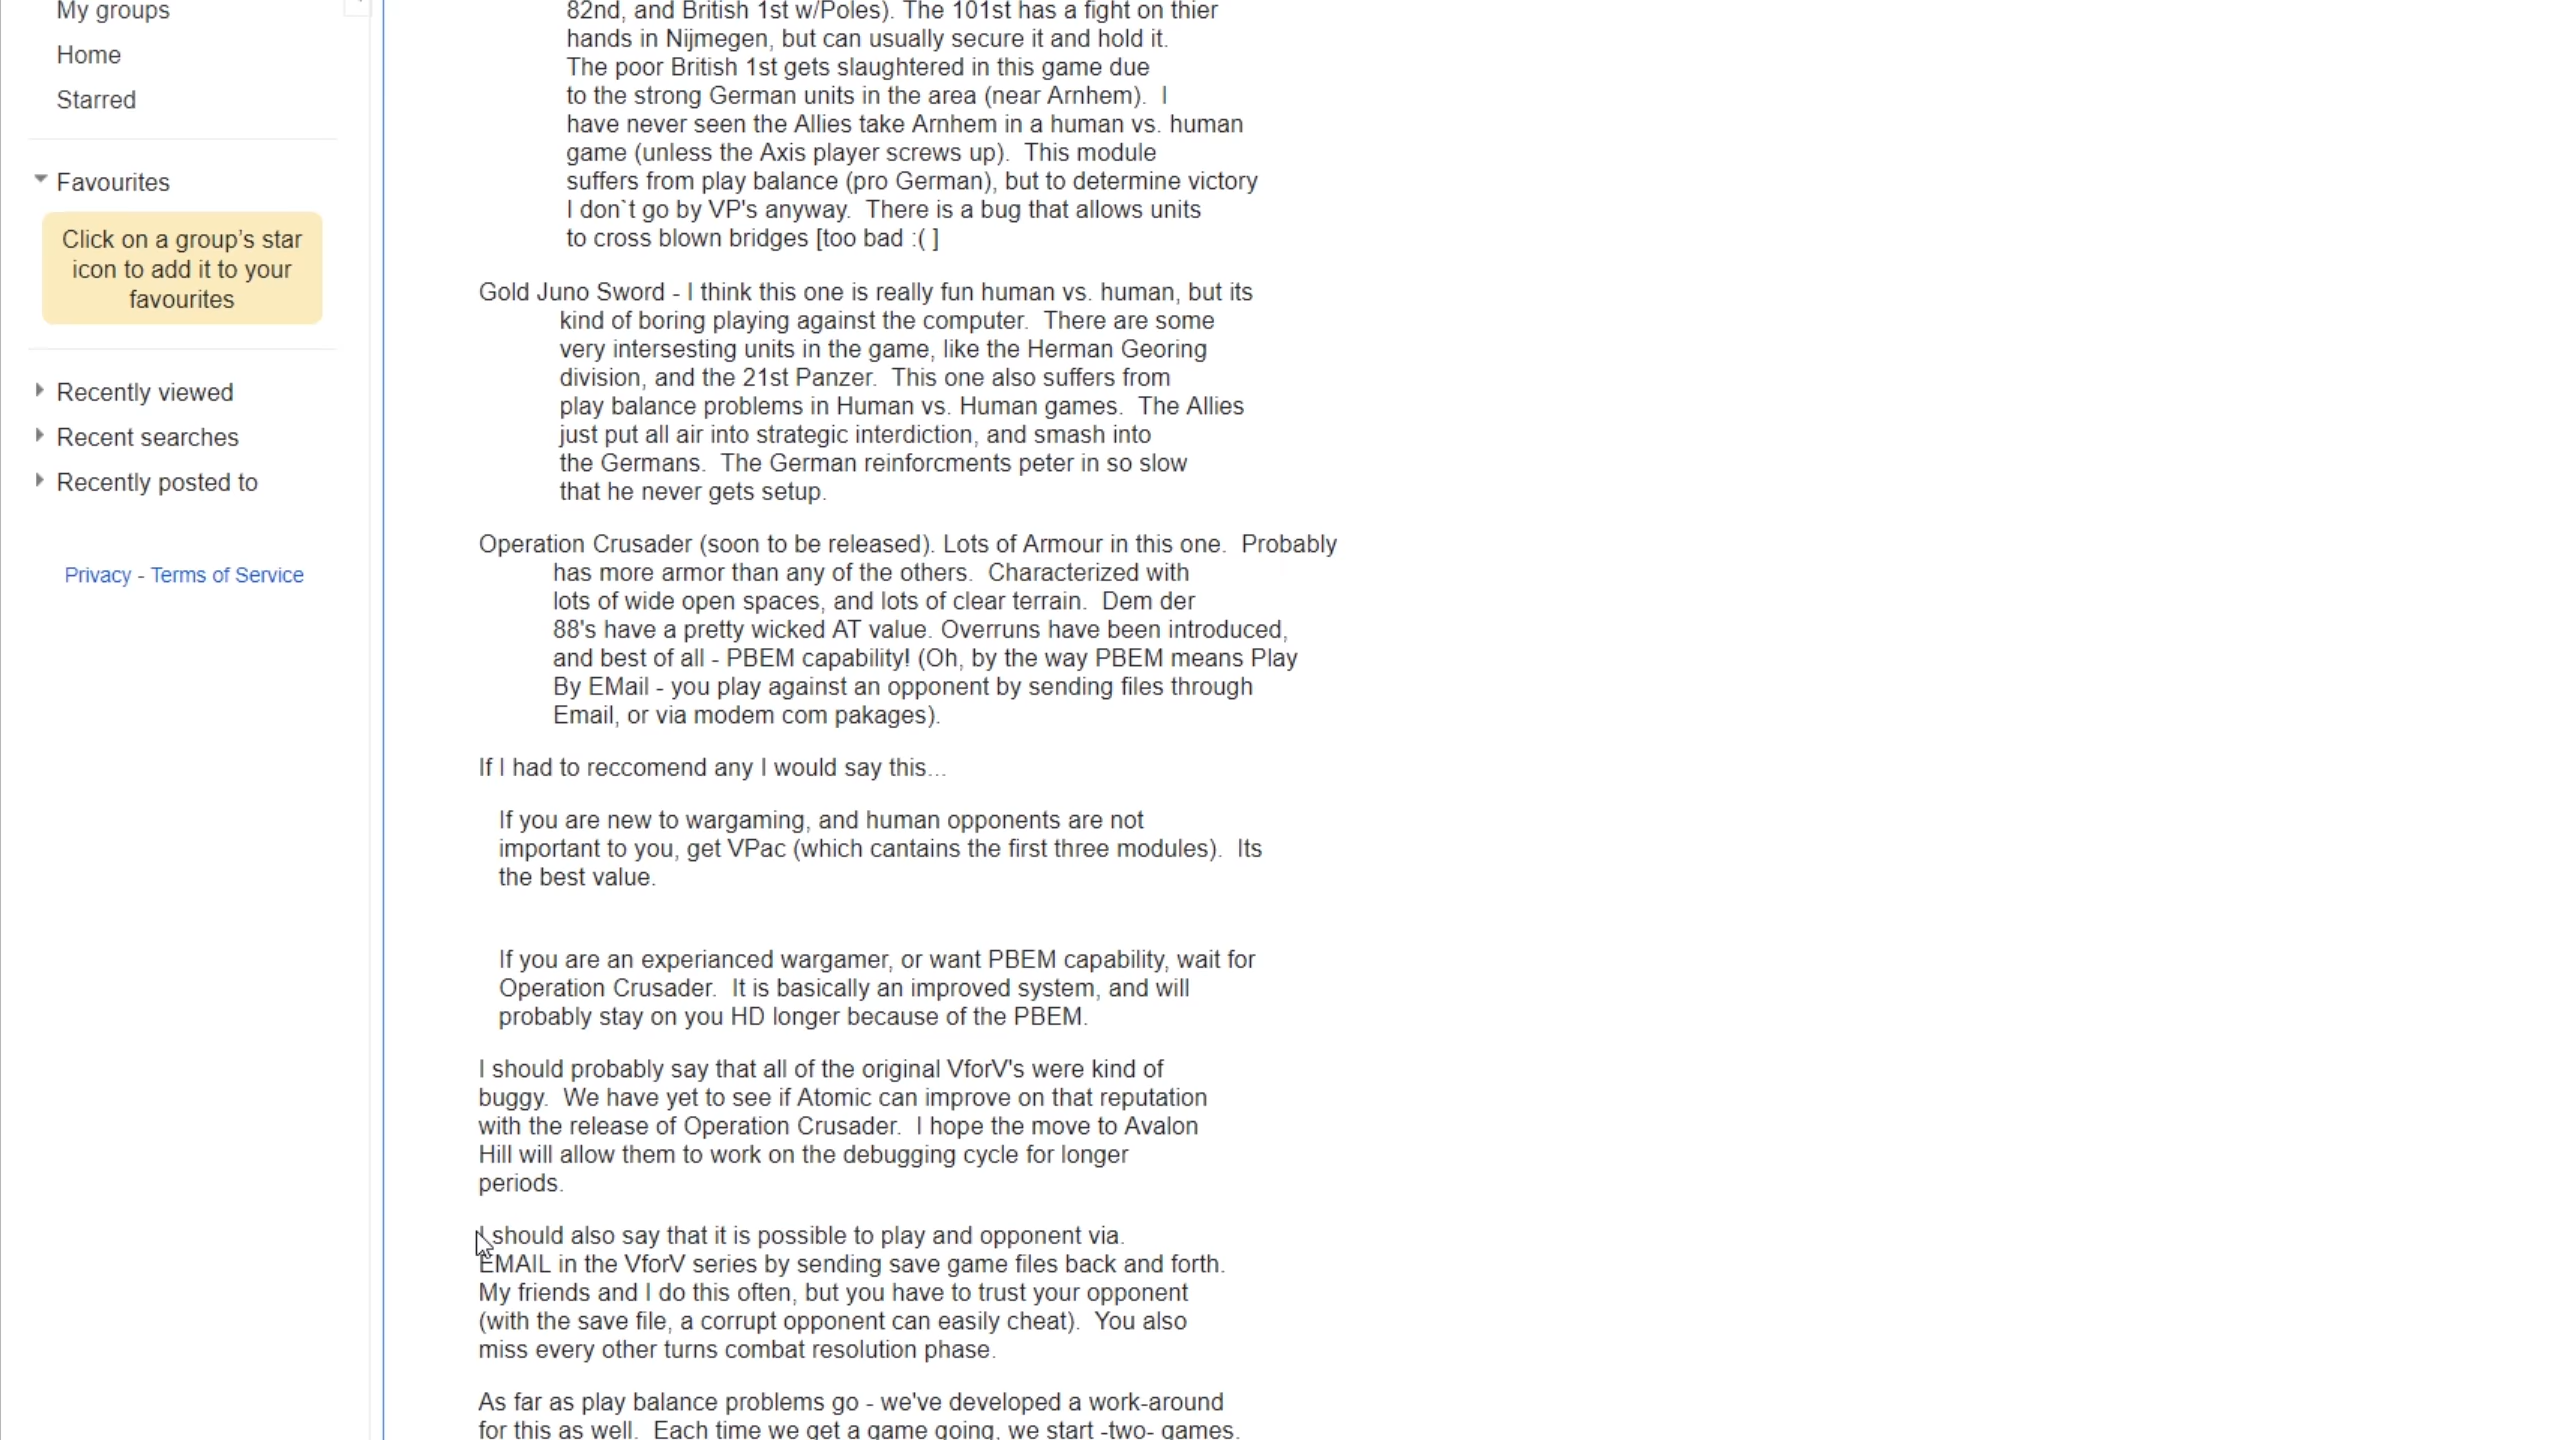 My groups
Home
Starred
Favourites
Click on a group's star
icon to add it to your
favourites
Recently viewed
Recent searches
Recently posted to
Privacy - Terms of Service
82nd, and British 1st w/Poles). The 101st has a fight on thier
hands in Nijmegen, but can usually secure it and hold it.
The poor British 1st gets slaughtered in this game due
to the strong German units in the area (near Arnhem).  I
have never seen the Allies take Arnhem in a human vs. human
game (unless the Axis player screws up).  This module
suffers from play balance (pro German), but to determine victory
I don`t go by VP's anyway.  There is a bug that allows units
to cross blown bridges [too bad :( ]
Gold Juno Sword - I think this one is really fun human vs. human, but its
kind of boring playing against the computer.  There are some
very intersesting units in the game, like the Herman Georing
division, and the 21st Panzer.  This one also suffers from
play balance problems in Human vs. Human games.  The Allies
just put all air into strategic interdiction, and smash into
the Germans.  The German reinforcments peter in so slow
that he never gets setup.
Operation Crusader (soon to be released). Lots of Armour in this one.  Probably
has more armor than any of the others.  Characterized with
lots of wide open spaces, and lots of clear terrain.  Dem der
88's have a pretty wicked AT value. Overruns have been introduced,
and best of all - PBEM capability! (Oh, by the way PBEM means Play
By EMail - you play against an opponent by sending files through
Email, or via modem com pakages).
If I had to reccomend any I would say this...
If you are new to wargaming, and human opponents are not
important to you, get VPac (which cantains the first three modules).  Its
the best value.
If you are an experianced wargamer, or want PBEM capability, wait for
Operation Crusader.  It is basically an improved system, and will
probably stay on you HD longer because of the PBEM.
I should probably say that all of the original VforV's were kind of
buggy.  We have yet to see if Atomic can improve on that reputation
with the release of Operation Crusader.  I hope the move to Avalon
Hill will allow them to work on the debugging cycle for longer
periods.
I should also say that it is possible to play and opponent via.
EMAIL in the VforV series by sending save game files back and forth.
My friends and I do this often, but you have to trust your opponent
(with the save file, a corrupt opponent can easily cheat).  You also
miss every other turns combat resolution phase.
As far as play balance problems go - we've developed a work-around
for this as well.  Each time we get a game going, we start -two- games.